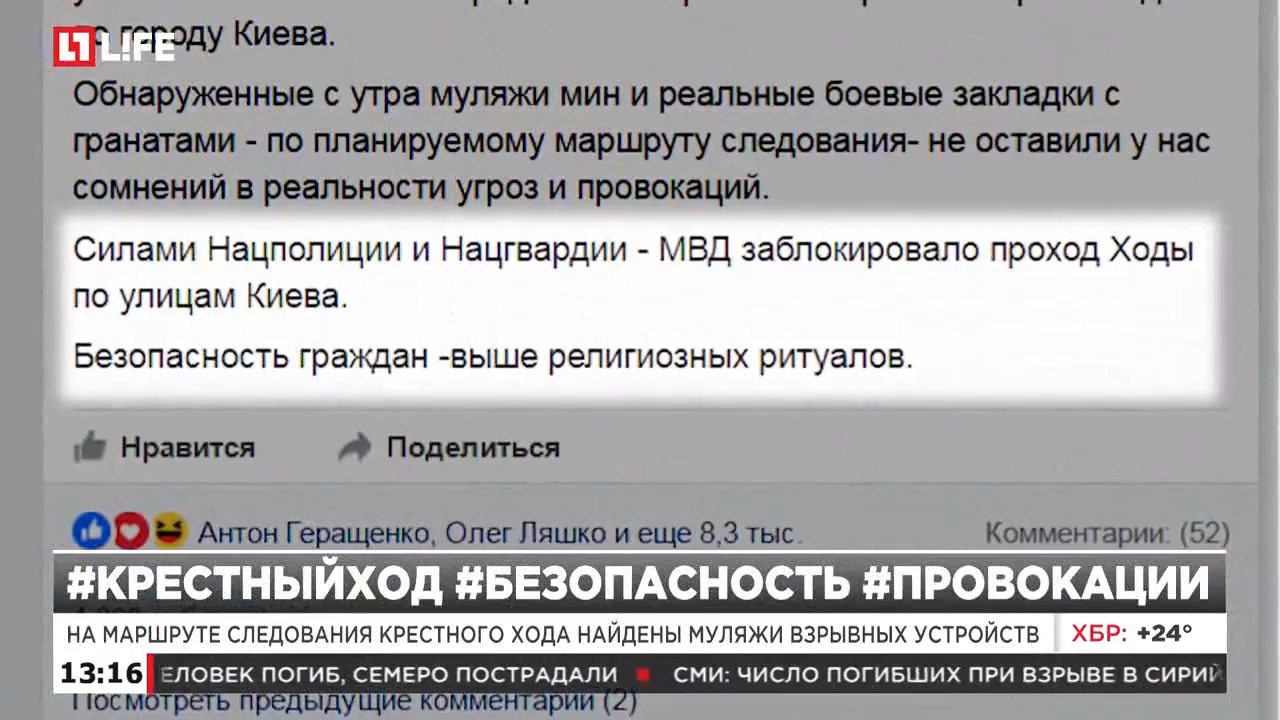 по городу Киева.
L!FE
Обнаруженные с утра муляжи мин и реальные боевые закладки с
гранатами - по планируемому маршруту следования- не оставили у нас
сомнений в реальности угроз и провокаций.
Силами Нацполиции и Нацгвардии - МВД заблокировало проход Ходы
по улицам Киева.
Безопасность граждан -выше религиозных ритуалов.
Нравится Поделиться
Антон Геращенко, Олег Ляшко и еще 8,3 тыс. Комментарии: (52)
#КРЕСТНЫЙХОД #БЕЗОПАСНОСТЬ #ПРОВОКАЦИИ
НА МАРШРУТЕ СЛЕДОВАНИЯ КРЕСТНОГО ХОДА НАЙДЕНЫ МУЛЯЖИ ВЗРЫВНЫХ УСТРОЙСТВ ХБР: +24°
13:16 ЕЛОВЕК ПОГИБ, СЕМЕРО ПОСТРАДАЛИ СМИ: ЧИСЛО ПОГИБШИХ ПРИ ВЗРЫВЕ В СИРИЙ
Посмотреть предыдущие комментарии (2)